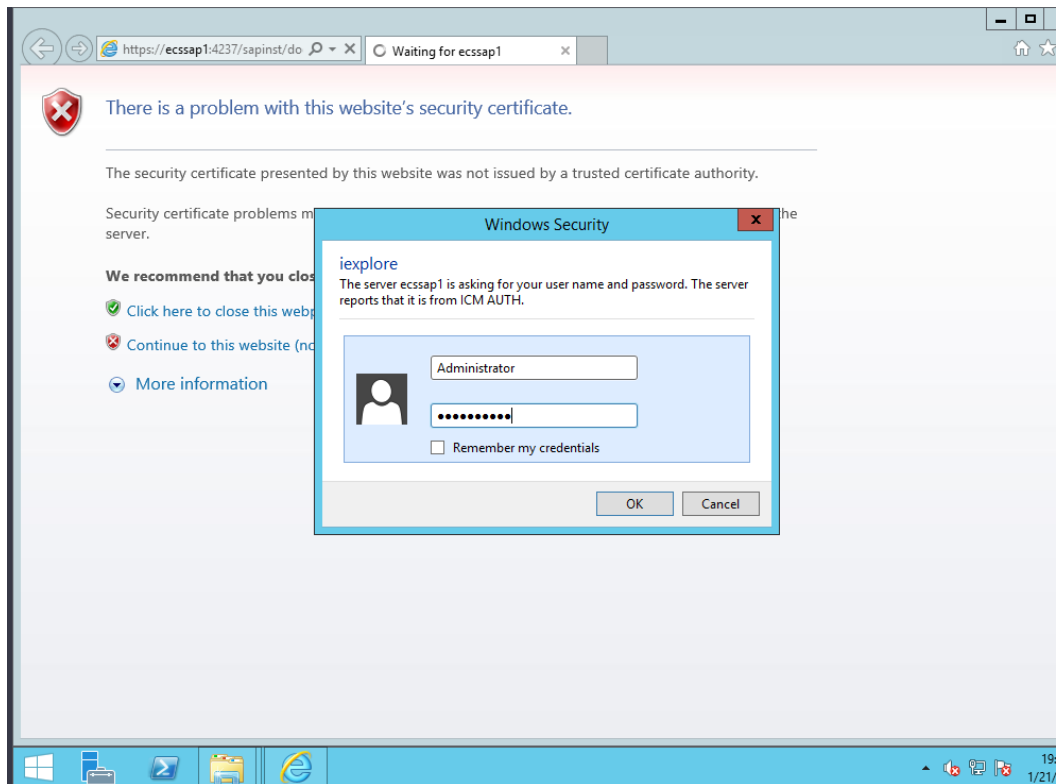 https://ecssap1:4237/sapinst/do
Waiting for ecssap1
There is a problem with this website's security certificate.
The security certificate presented by this website was not issued by a trusted certificate authority.
Security certificate problems m
the
server.
We recommend that you clos
Click here to close this webp
Continue to this website (no
More information
Windows Security
iexplore
The server ecssap1 is asking for your user name and password. The server
reports that it is from ICM AUTH.
Administrator
Remember my credentials
OK
Cancel
19:
1/21/